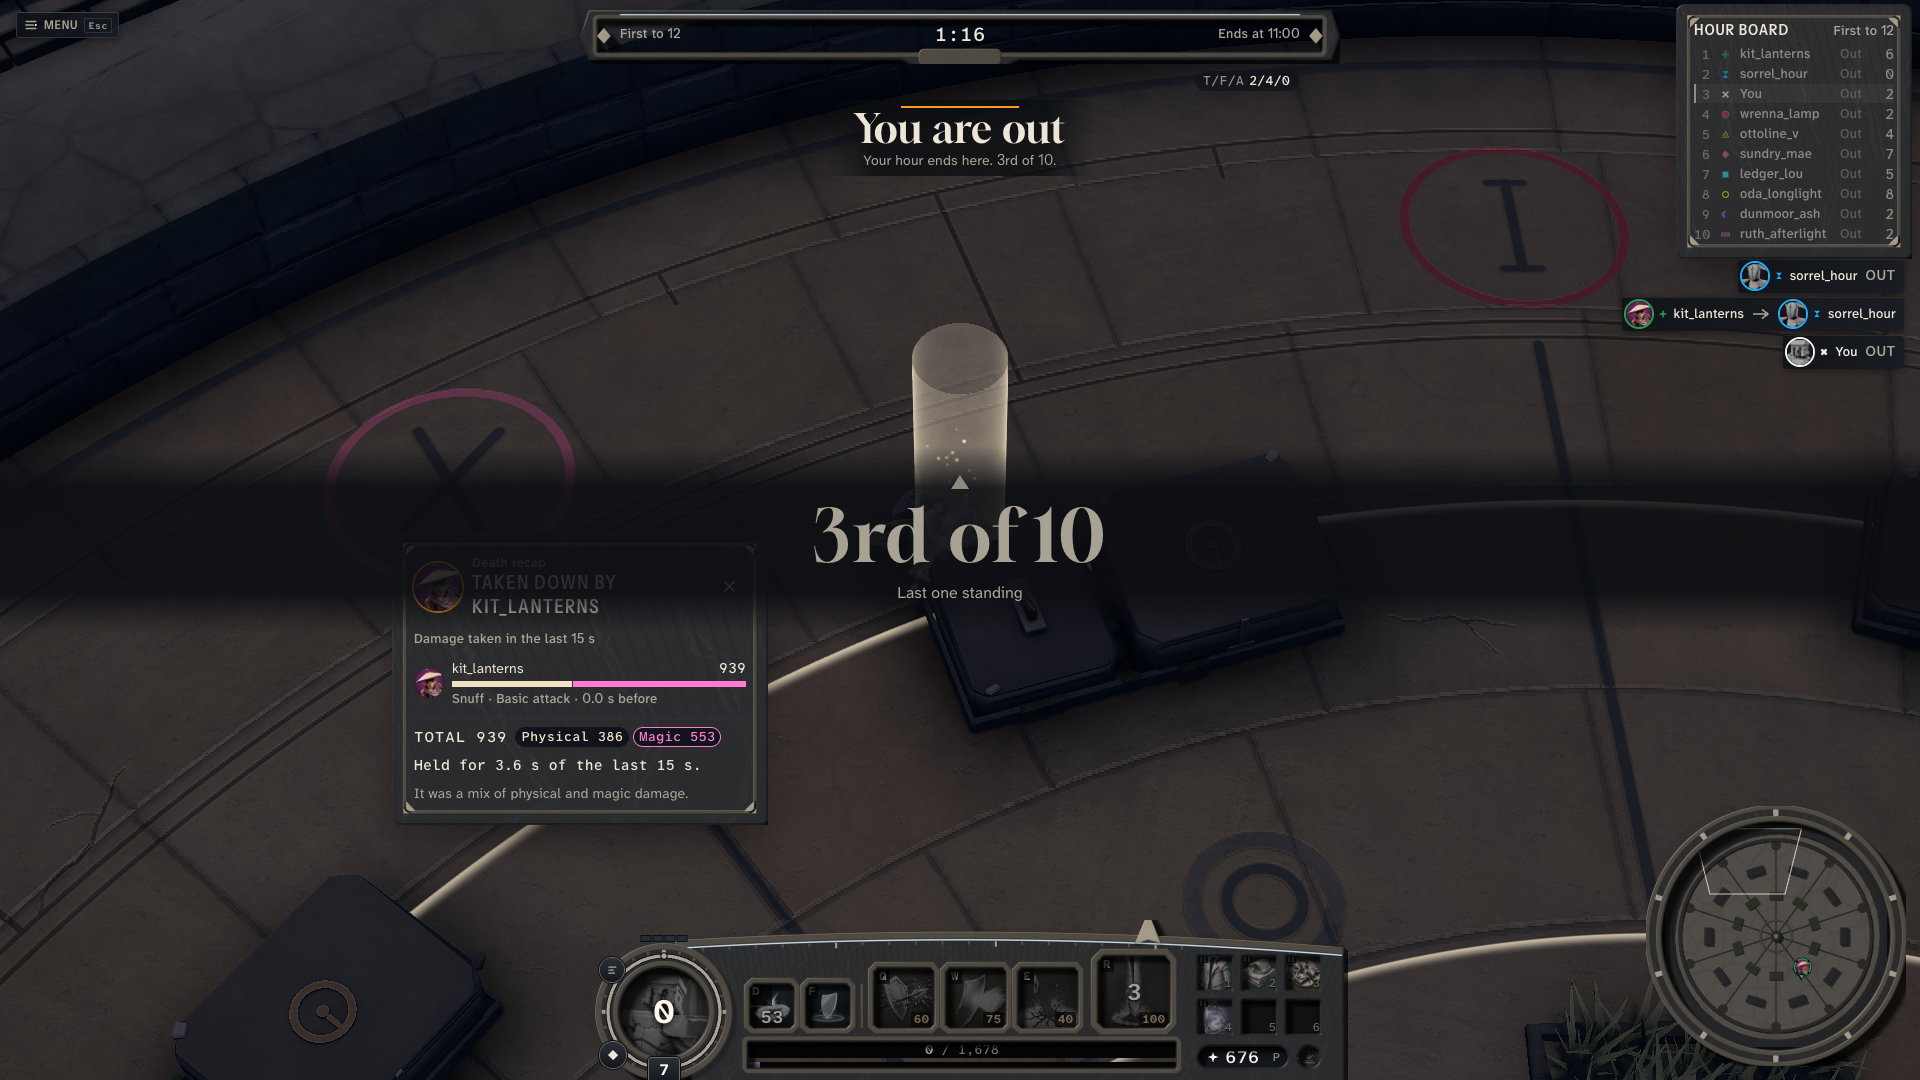 MENU Esc
First to 12 1:16 Ends at 11:00
T/F/A 2/4/0
You are out
Your hour ends here. 3rd of 10.
HOUR BOARD First to 12
1 kit_lanterns Out 6
2 sorrel_hour Out 0
3 You Out 2
4 wrenna_lamp Out 2
5 ottoline_v Out 4
6 sundry_mae Out 7
7 ledger_lou Out 5
8 oda_longlight Out 8
9 dunmoor_ash Out 2
10 ruth_afterlight Out 2
sorrel_hour OUT
kit_lanterns → sorrel_hour
You OUT
I
X
3rd of 10
Last one standing
Death recap
TAKEN DOWN BY
KIT_LANTERNS
Damage taken in the last 15 s
kit_lanterns 939
Snuff · Basic attack · 0.0 s before
TOTAL 939 Physical 386 Magic 553
Held for 3.6 s of the last 15 s.
It was a mix of physical and magic damage.
0
7
D 53
F
Q 60
W 75
E 40
R 3 100
0 / 1,678
1 2 3
4 5 6
676 P